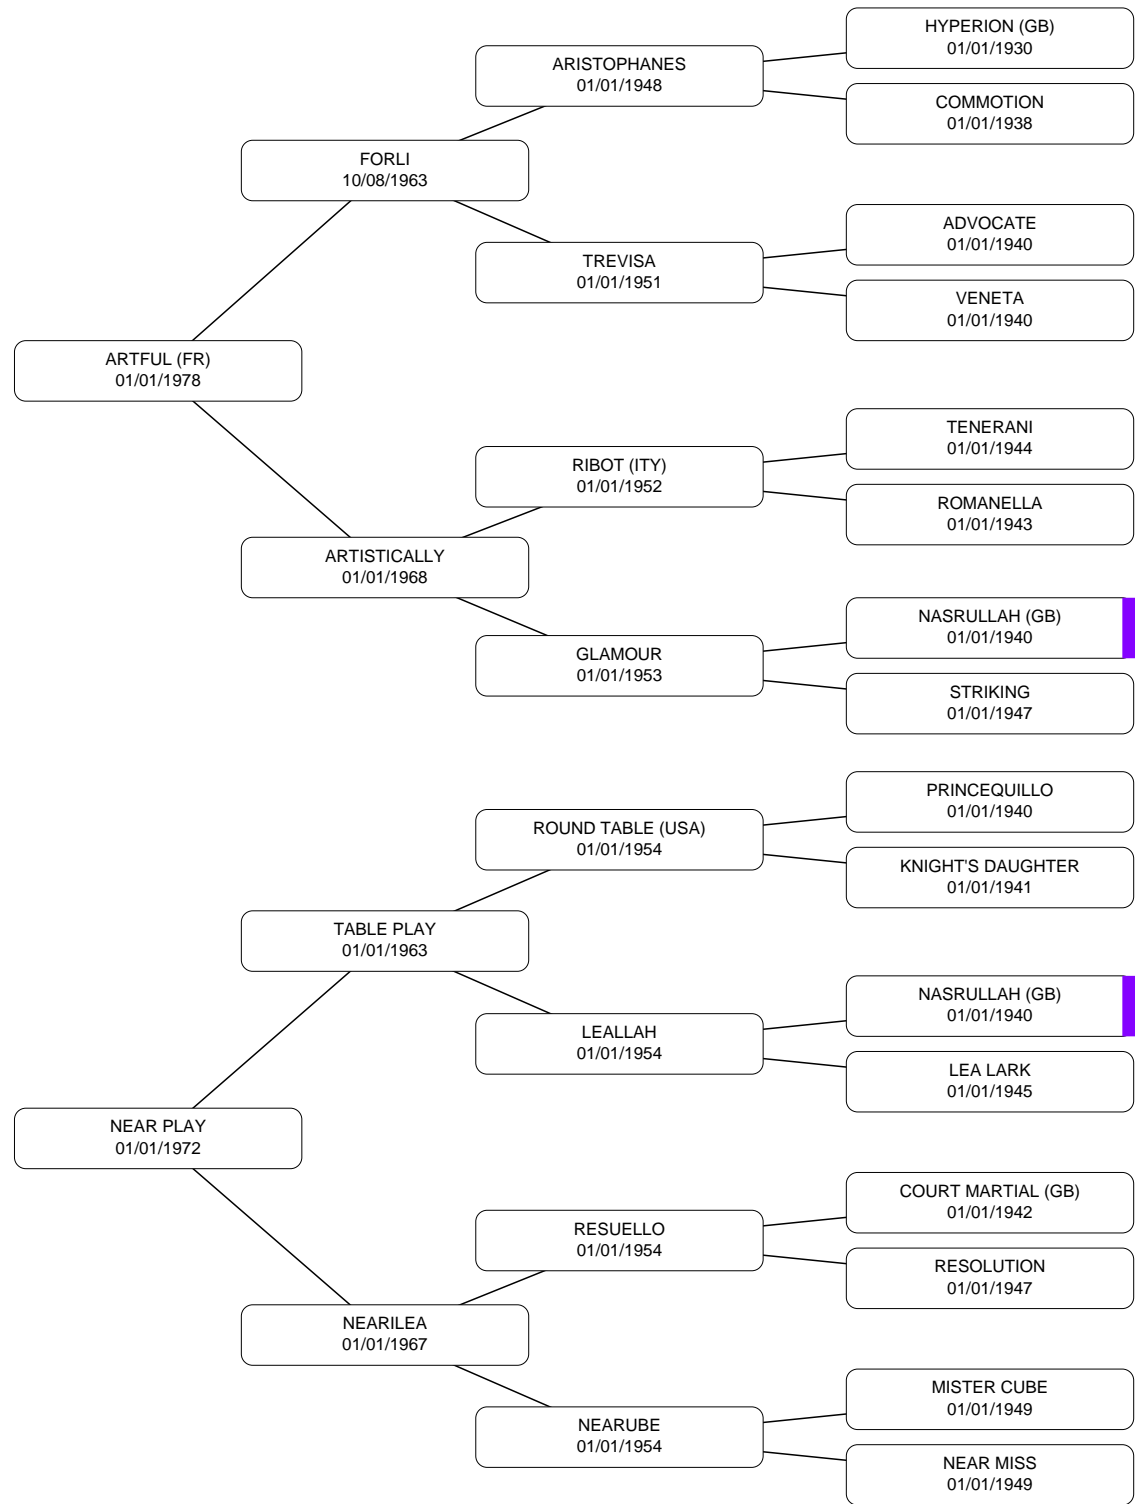 HYPERION (GB)
01/01/1930
ARISTOPHANES
01/01/1948
COMMOTION
01/01/1938
FORLI
10/08/1963
ADVOCATE
01/01/1940
TREVISA
01/01/1951
VENETA
01/01/1940
ARTFUL (FR)
01/01/1978
TENERANI
01/01/1944
RIBOT (ITY)
01/01/1952
ROMANELLA
01/01/1943
ARTISTICALLY
01/01/1968
NASRULLAH (GB)
01/01/1940
GLAMOUR
01/01/1953
STRIKING
01/01/1947
PRINCEQUILLO
01/01/1940
ROUND TABLE (USA)
01/01/1954
KNIGHT'S DAUGHTER
01/01/1941
TABLE PLAY
01/01/1963
NASRULLAH (GB)
01/01/1940
LEALLAH
01/01/1954
LEA LARK
01/01/1945
NEAR PLAY
01/01/1972
COURT MARTIAL (GB)
01/01/1942
RESUELLO
01/01/1954
RESOLUTION
01/01/1947
NEARILEA
01/01/1967
MISTER CUBE
01/01/1949
NEARUBE
01/01/1954
NEAR MISS
01/01/1949